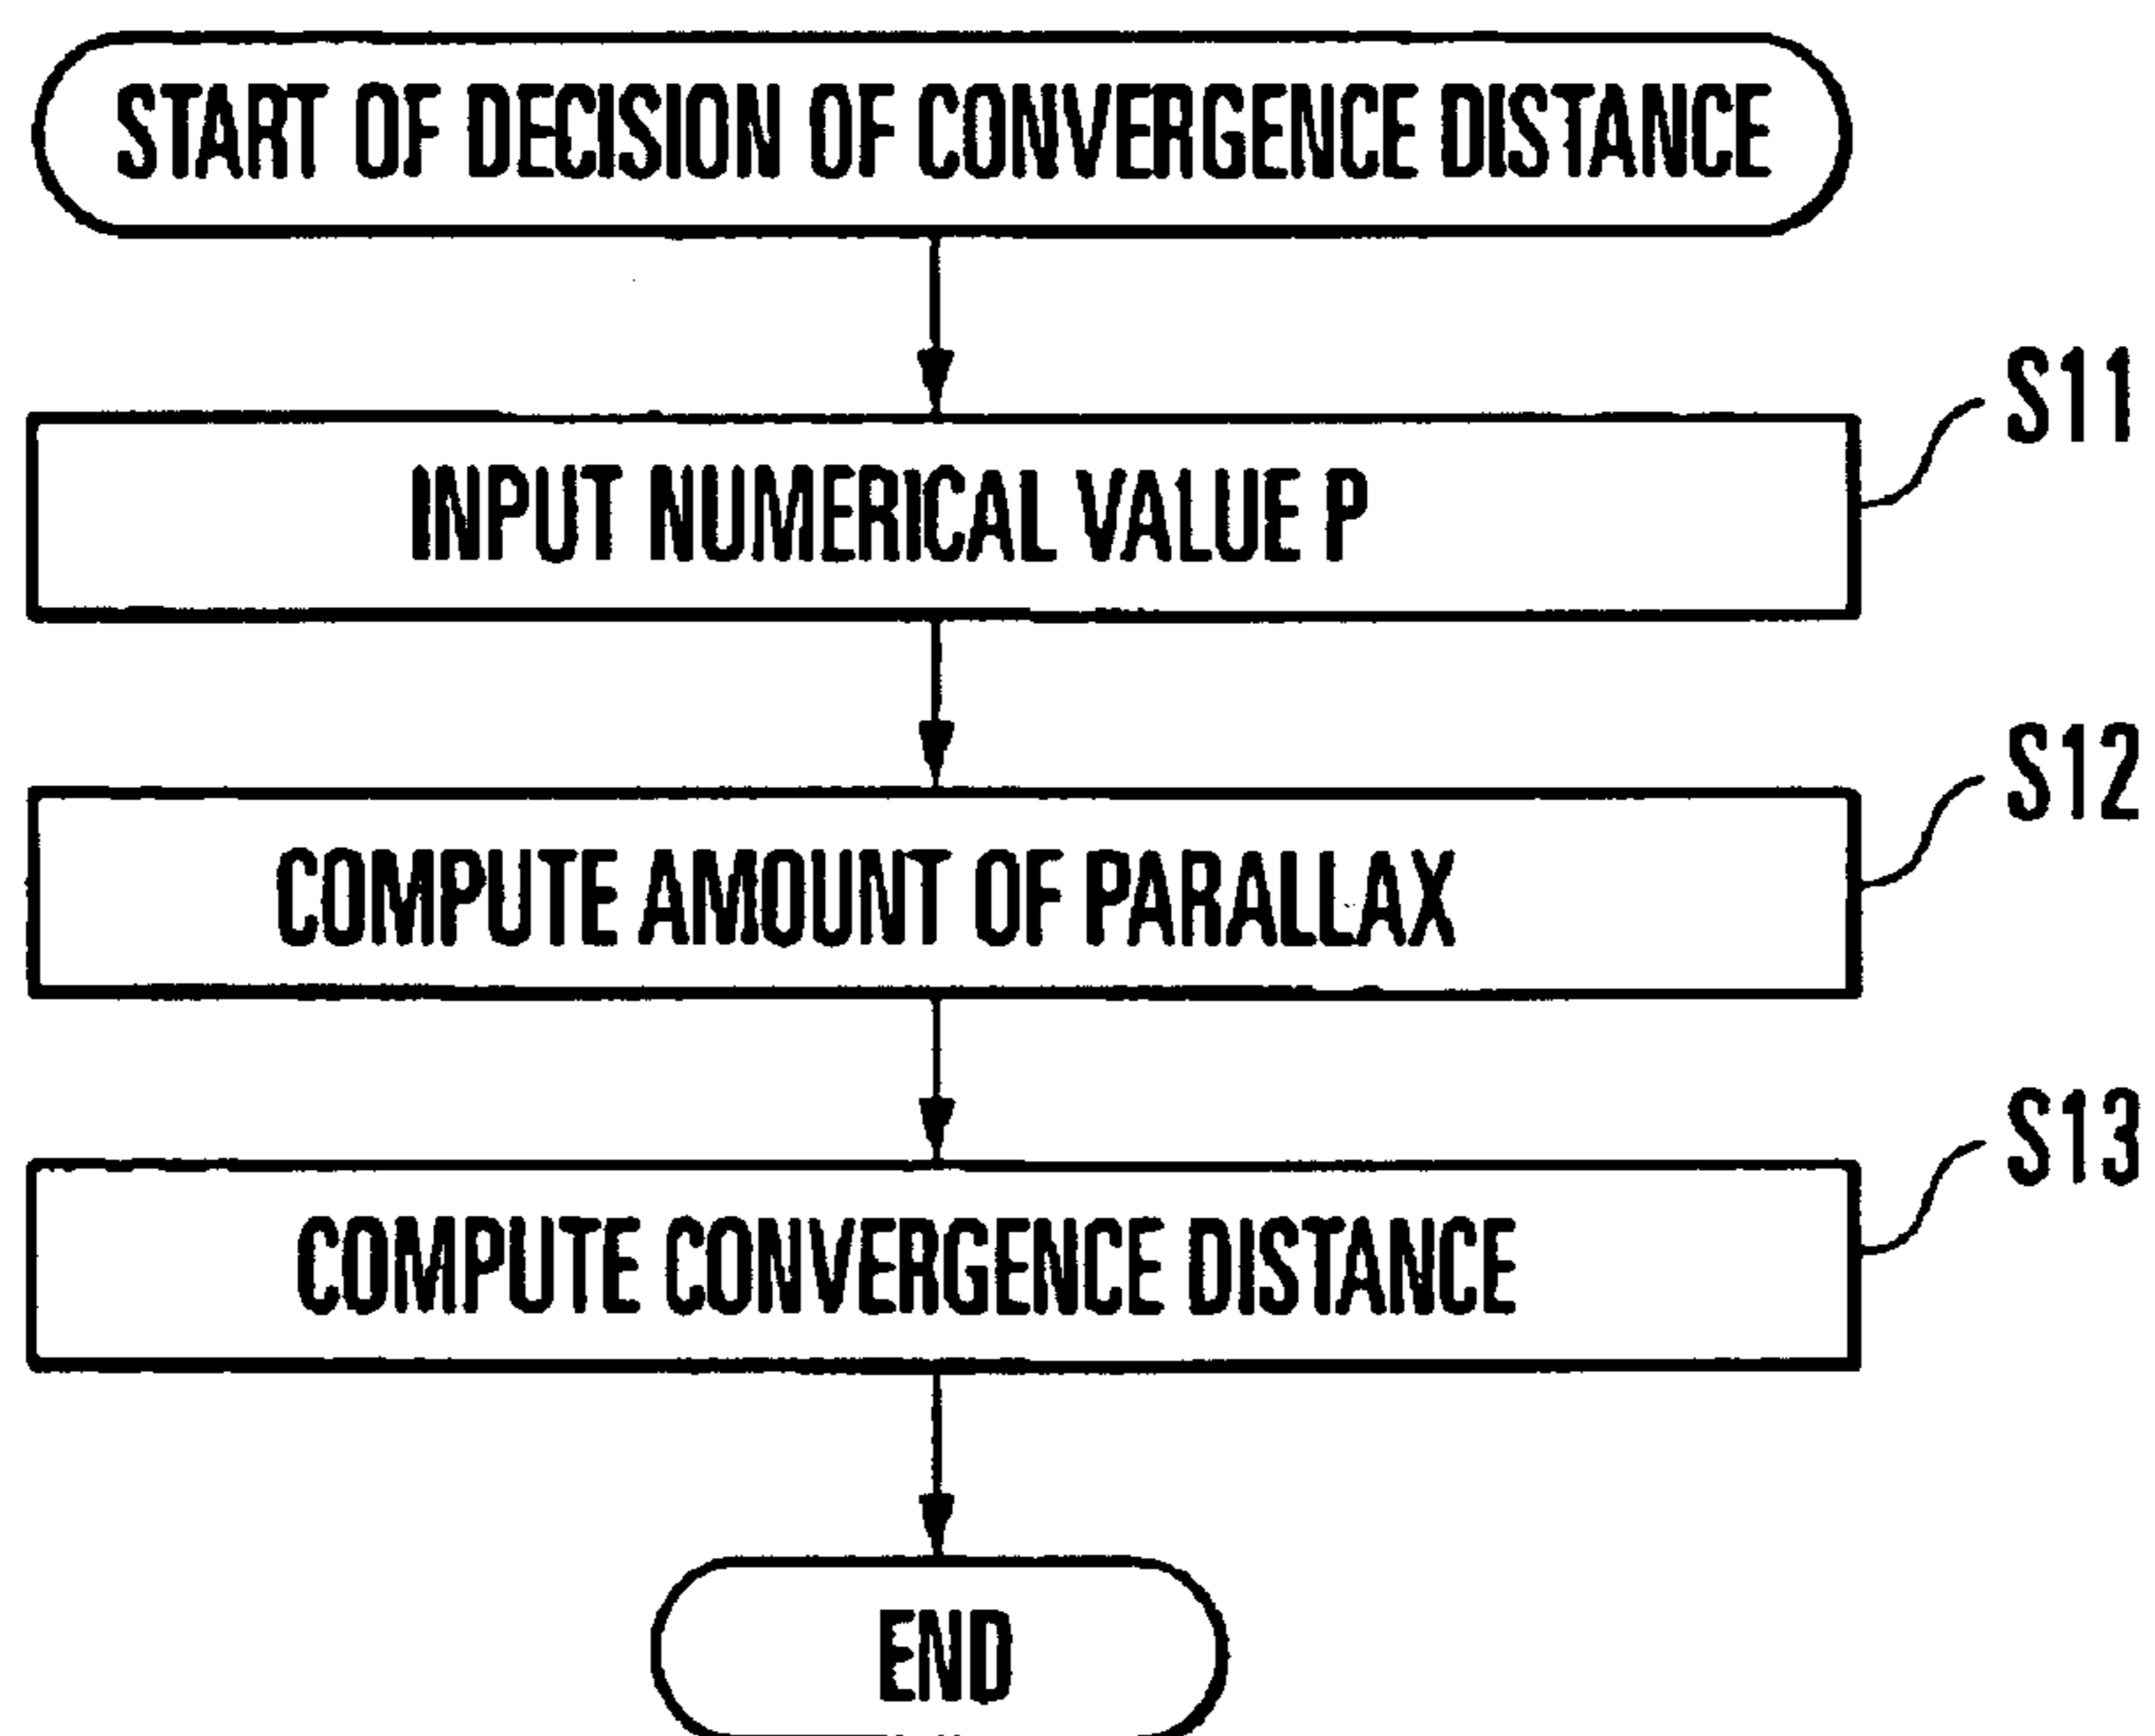 START OF DECISION OF CONVERGENCE DISTANCE
S11
INPUT NUMERICAL VALUE P
S12
COMPUTE AMOUNT OF PARALLAX
S13
COMPUTE CONVERGENCE DISTANCE
END